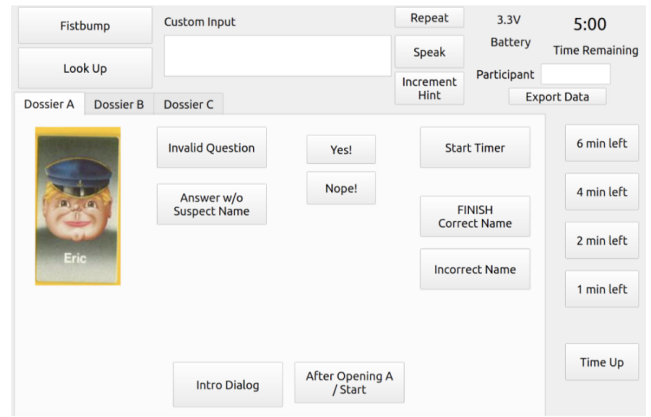 Fistbump
Custom Input
Repeat
3.3V
5:00
Look Up
Speak
Battery
Time Remaining
Increment
Hint
Participant
Export Data
Dossier A
Dossier B
Dossier C
Invalid Question
Yes!
Start Timer
6 min left
Answer w/o
Suspect Name
Nope!
FINISH
Correct Name
4 min left
2 min left
Eric
Incorrect Name
1 min left
Intro Dialog
After Opening A
/ Start
Time Up